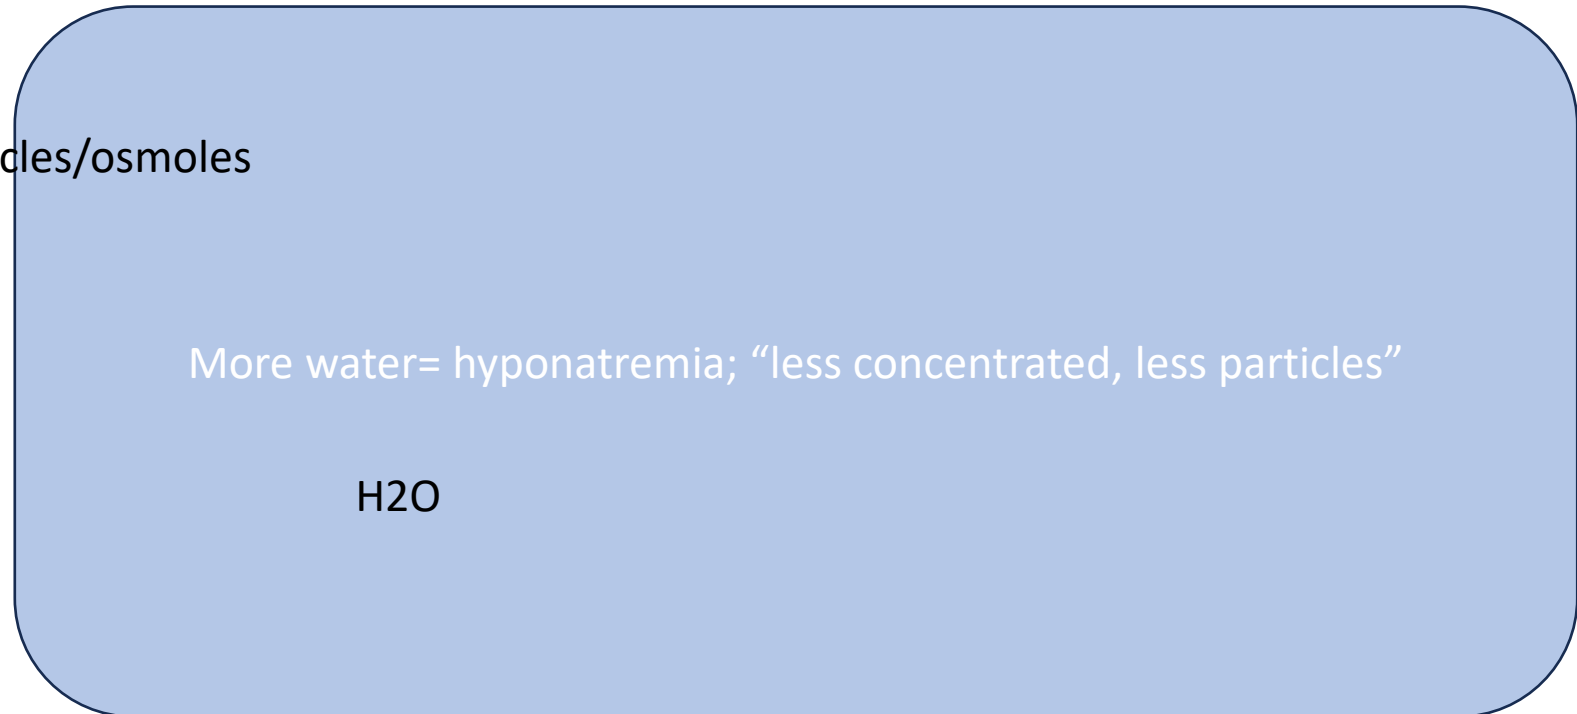 cles/osmoles
More water= hyponatremia; “less concentrated, less particles”
H2O